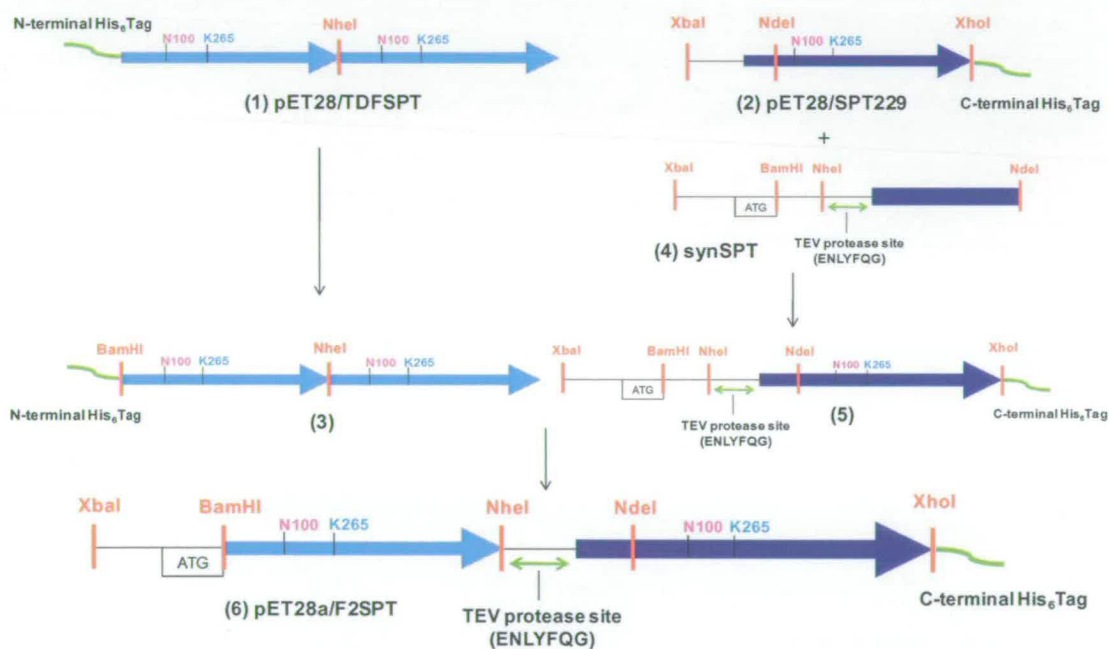 N-terminal His₆Tag
NheI
N100 K265
N100 K265
(1) pET28/TDFSPT
XbaI
NdeI
XhoI
N100 K265
(2) pET28/SPT229
C-terminal His₆Tag
+
XbaI
BamHI
NheI
NdeI
ATG
TEV protease site
(ENLYFQG)
(4) synSPT
BamHI
NheI
N100 K265
N100 K265
N-terminal His₆Tag
(3)
XbaI
BamHI
NheI
NdeI
XhoI
N100 K265
ATG
TEV protease site
(ENLYFQG)
(5)
C-terminal His₆Tag
XbaI
BamHI
NheI
NdeI
XhoI
N100 K265
N100 K265
ATG
(6) pET28a/F2SPT
TEV protease site
(ENLYFQG)
C-terminal His₆Tag